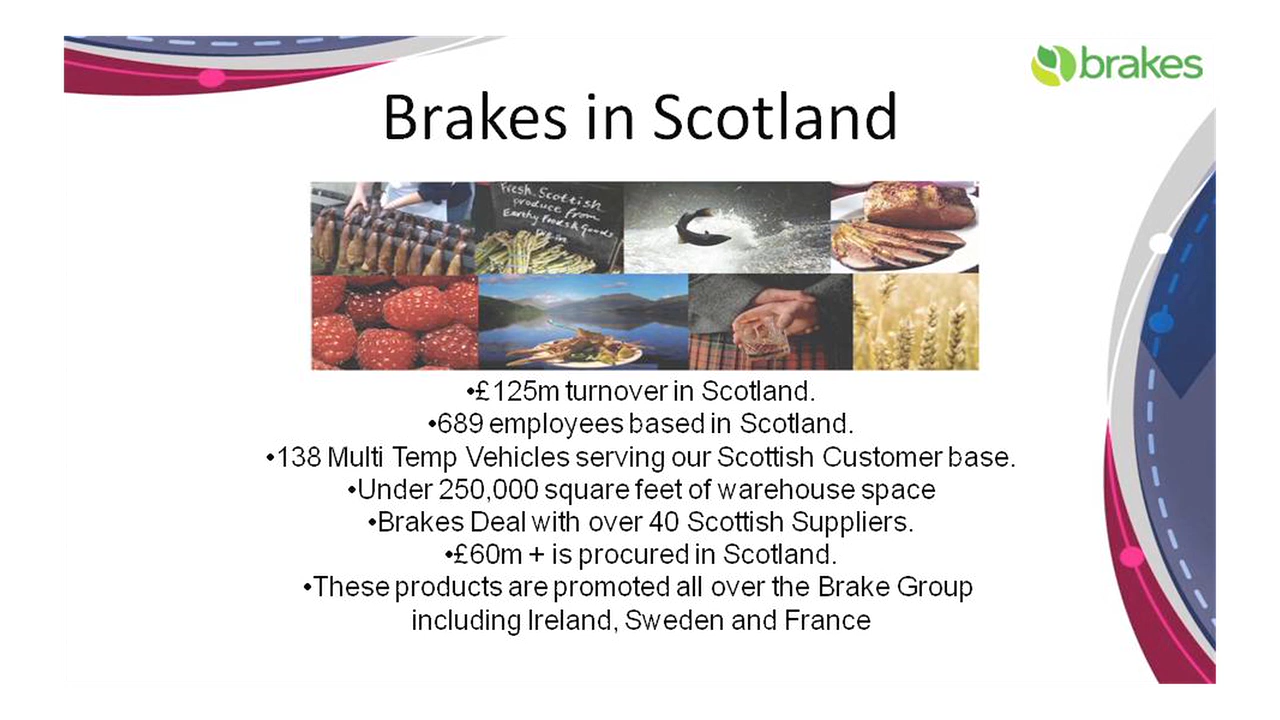 brakes
Brakes in Scotland
Fresh Scottish
produce from
•£125m turnover in Scotland.
•689 employees based in Scotland.
•138 Multi Temp Vehicles serving our Scottish Customer base.
•Under 250,000 square feet of warehouse space
•Brakes Deal with over 40 Scottish Suppliers.
•£60m + is procured in Scotland.
•These products are promoted all over the Brake Group
including Ireland, Sweden and France